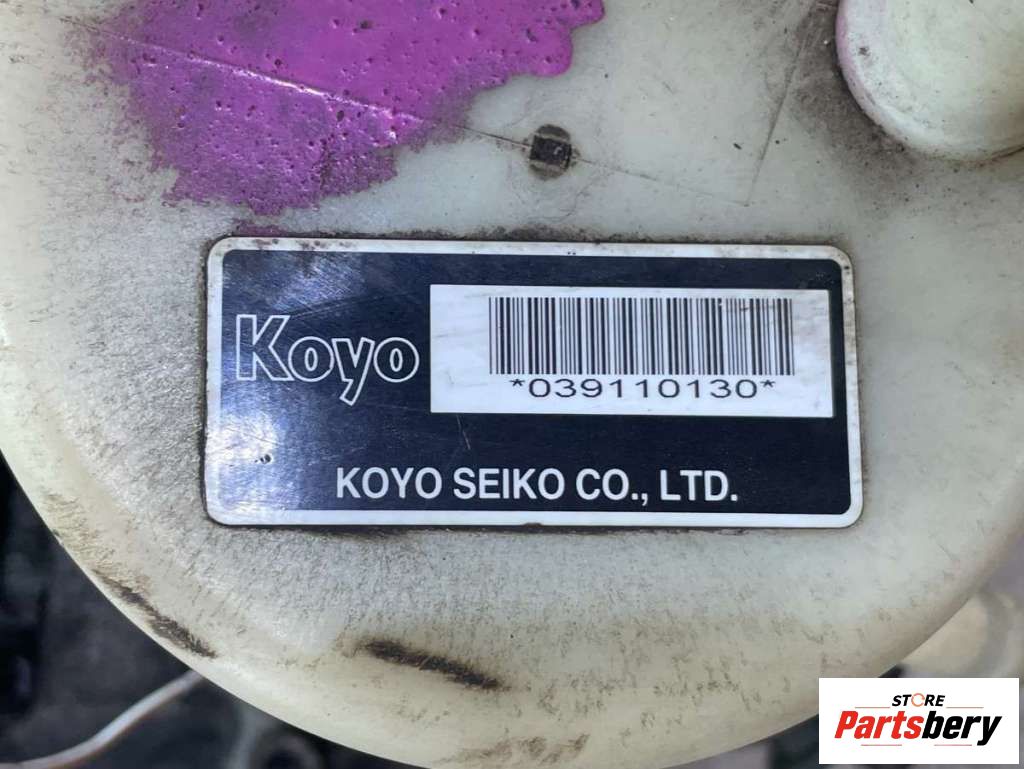 Koyo
*039110130*
KOYO SEIKO CO., LTD.
STORE
Partsbery